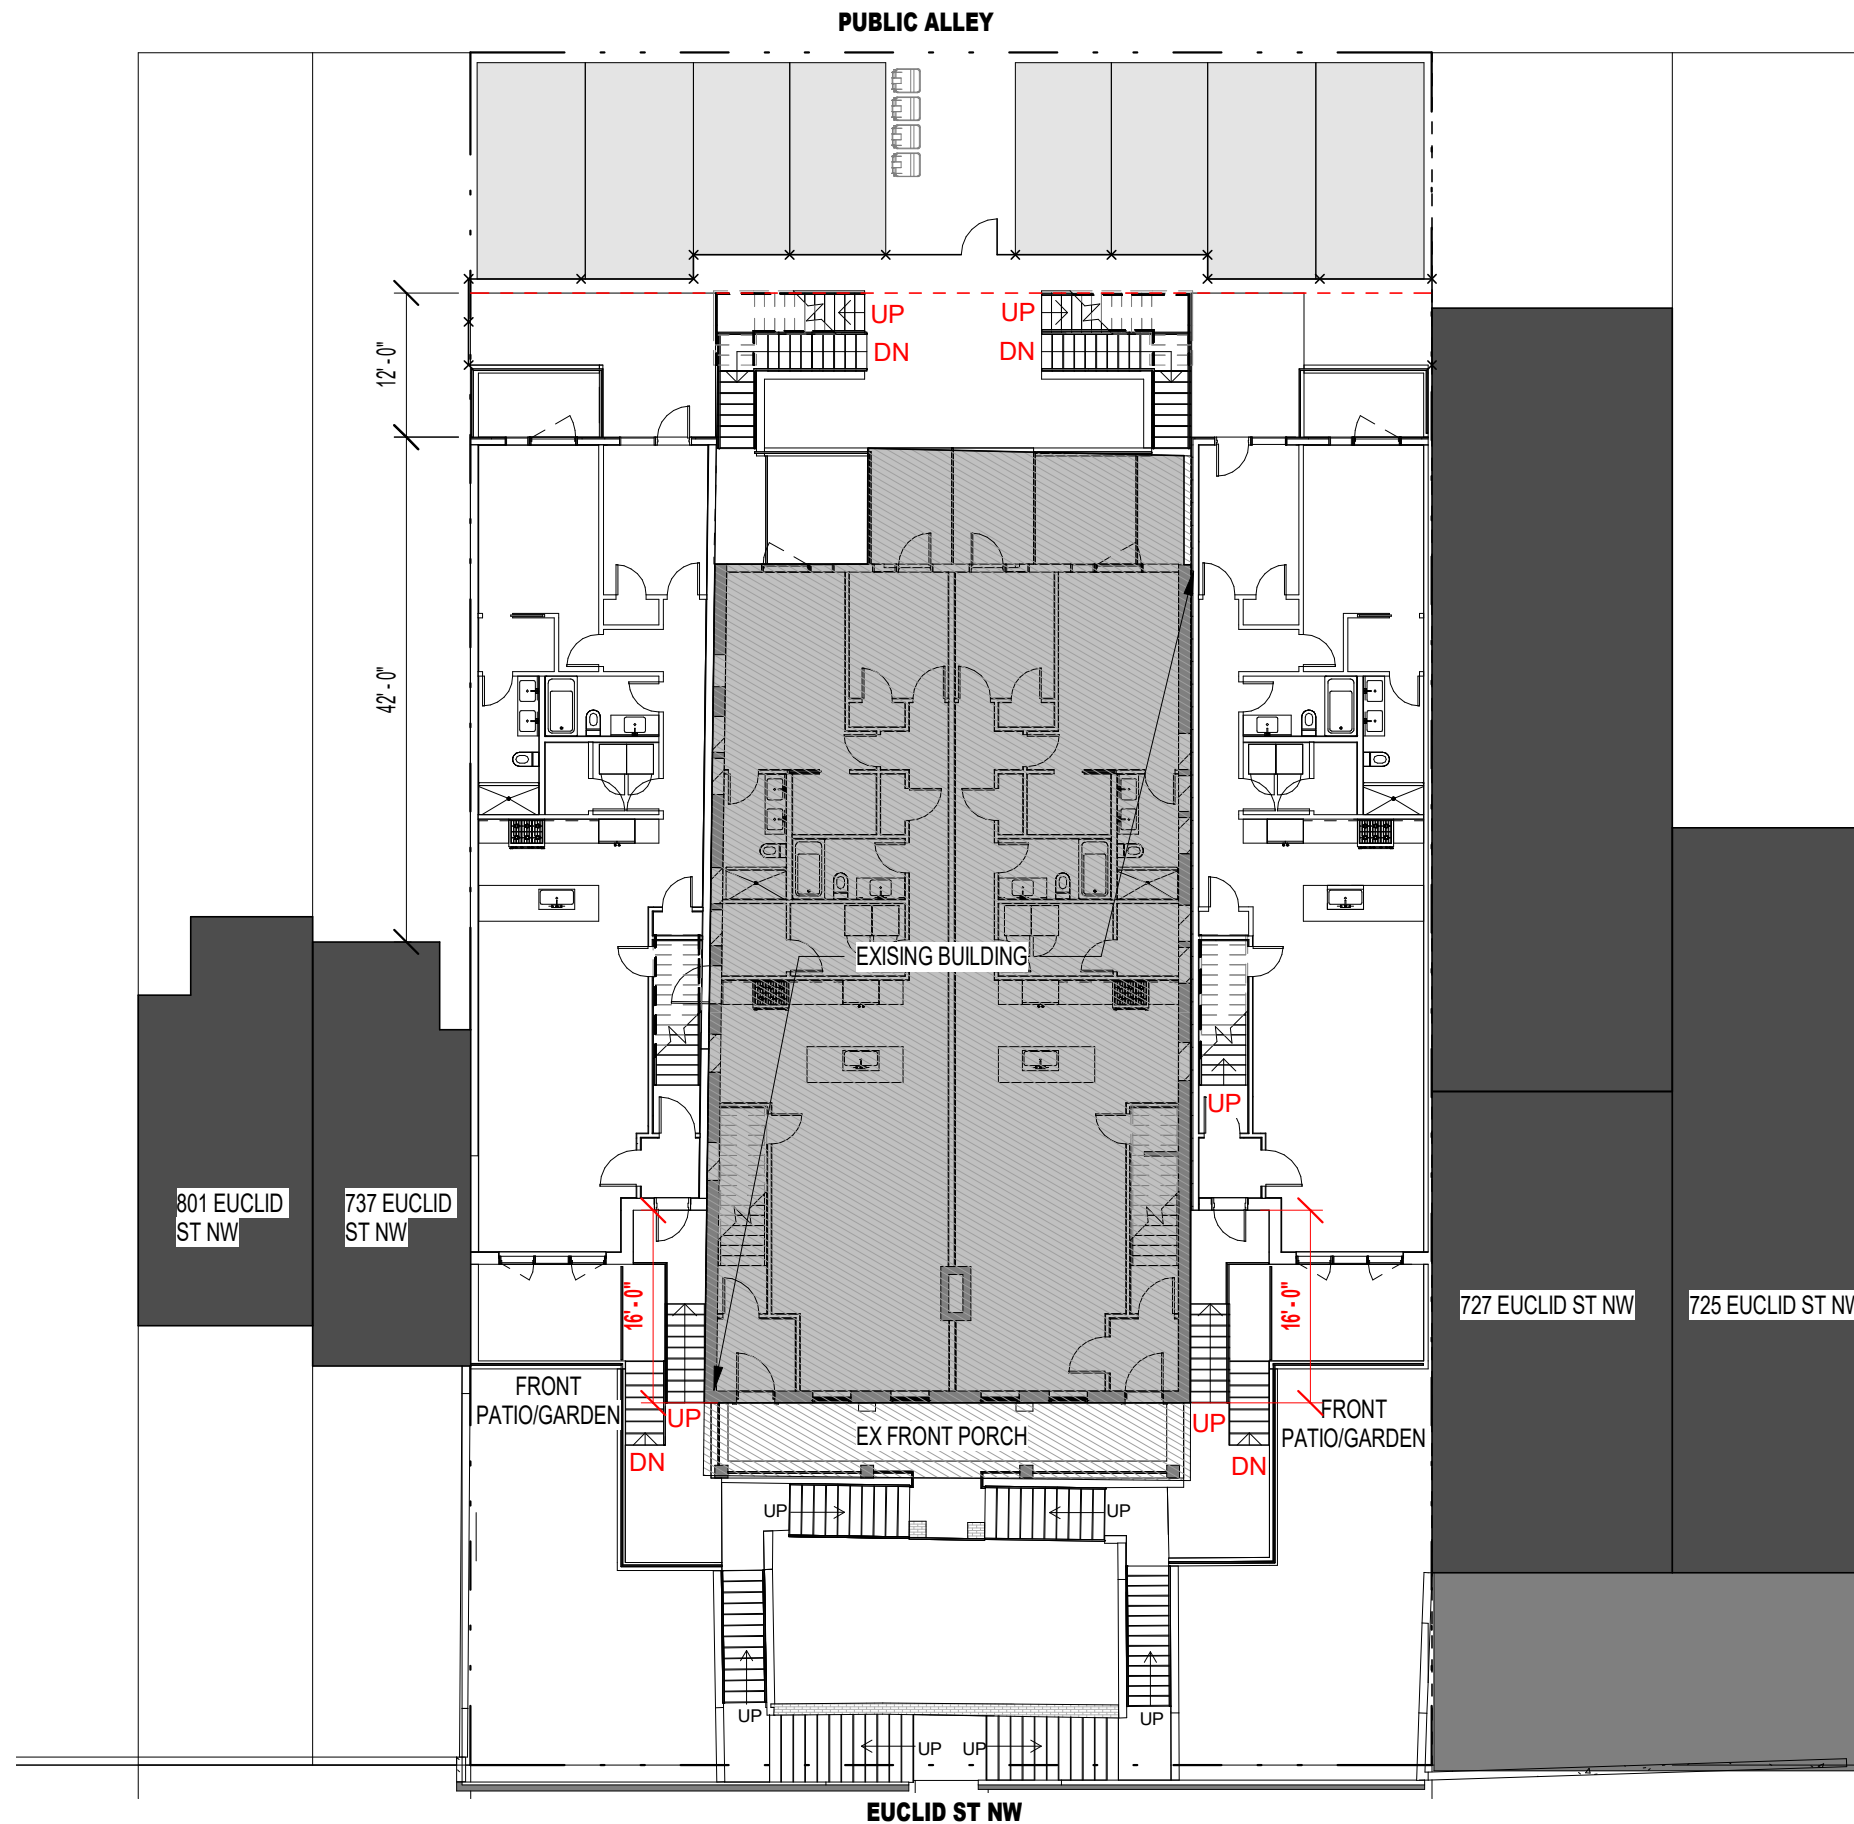 PUBLIC ALLEY
UP
UP
DN
DN
12'-0"
42'-0"
EXISING BUILDING
UP
801 EUCLID
ST NW
737 EUCLID
ST NW
16'-0"
16'-0"
727 EUCLID ST NW
725 EUCLID ST NW
FRONT
PATIO/GARDEN
UP
DN
EX FRONT PORCH
UP
DN
FRONT
PATIO/GARDEN
UP
UP
UP
UP
UP
UP
EUCLID ST NW